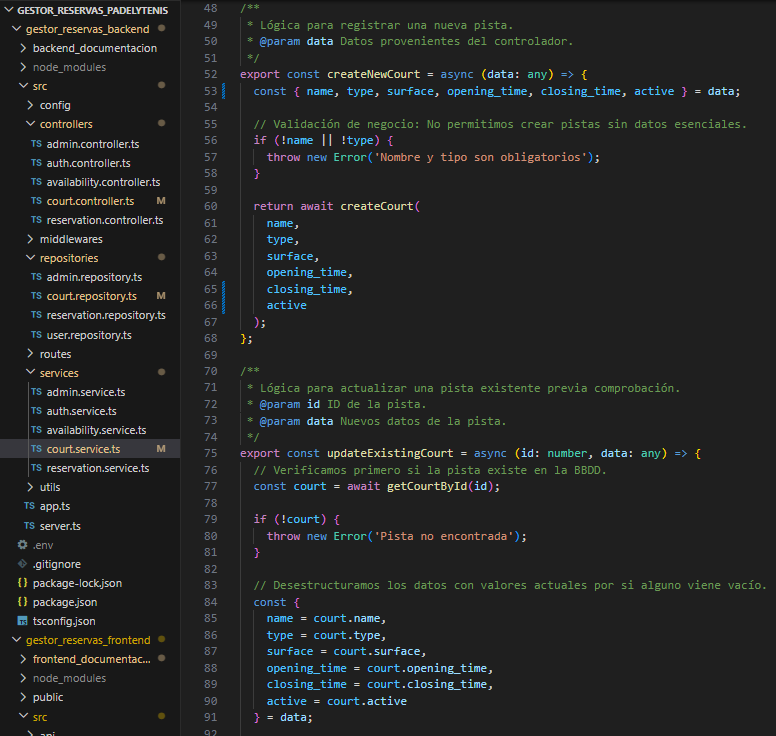 GESTOR_RESERVAS_PADELYTENIS
gestor_reservas_backend
backend_documentacion
node_modules
src
config
controllers
TS admin.controller.ts
TS auth.controller.ts
TS availability.controller.ts
TS court.controller.ts M
TS reservation.controller.ts
middlewares
repositories
TS admin.repository.ts
TS court.repository.ts M
TS reservation.repository.ts
TS user.repository.ts
routes
services
TS admin.service.ts
TS auth.service.ts
TS availability.service.ts
TS court.service.ts M
TS reservation.service.ts
utils
TS app.ts
TS server.ts
.env
.gitignore
{} package-lock.json
{} package.json
TS tsconfig.json
gestor_reservas_frontend
frontend_documentac...
node_modules
public
src
api
48 /**
49  * Lógica para registrar una nueva pista.
50  * @param data Datos provenientes del controlador.
51  */
52 export const createNewCourt = async (data: any) => {
53   const { name, type, surface, opening_time, closing_time, active } = data;
54
55   // Validación de negocio: No permitimos crear pistas sin datos esenciales.
56   if (!name || !type) {
57     throw new Error('Nombre y tipo son obligatorios');
58   }
59
60   return await createCourt(
61     name,
62     type,
63     surface,
64     opening_time,
65     closing_time,
66     active
67   );
68 };
69
70 /**
71  * Lógica para actualizar una pista existente previa comprobación.
72  * @param id ID de la pista.
73  * @param data Nuevos datos de la pista.
74  */
75 export const updateExistingCourt = async (id: number, data: any) => {
76   // Verificamos primero si la pista existe en la BBDD.
77   const court = await getCourtById(id);
78
79   if (!court) {
80     throw new Error('Pista no encontrada');
81   }
82
83   // Desestructuramos los datos con valores actuales por si alguno viene vacío.
84   const {
85     name = court.name,
86     type = court.type,
87     surface = court.surface,
88     opening_time = court.opening_time,
89     closing_time = court.closing_time,
90     active = court.active
91   } = data;
92